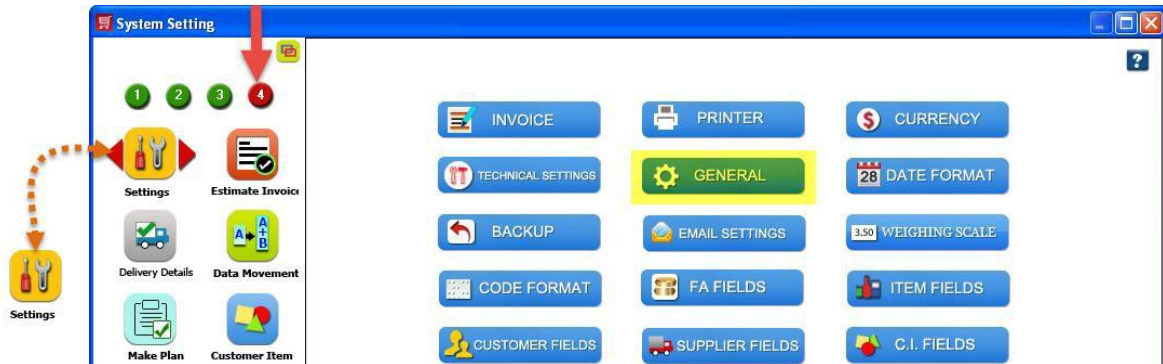 System Setting
?
1 2 3 4
Settings Estimate Invoice
Delivery Details Data Movement
A A+B
Make Plan Customer Item
Settings
INVOICE PRINTER CURRENCY
$
TECHNICAL SETTINGS GENERAL 28 DATE FORMAT
BACKUP EMAIL SETTINGS 3.50 WEIGHING SCALE
CODE FORMAT FA FIELDS ITEM FIELDS
CUSTOMER FIELDS SUPPLIER FIELDS C.I. FIELDS